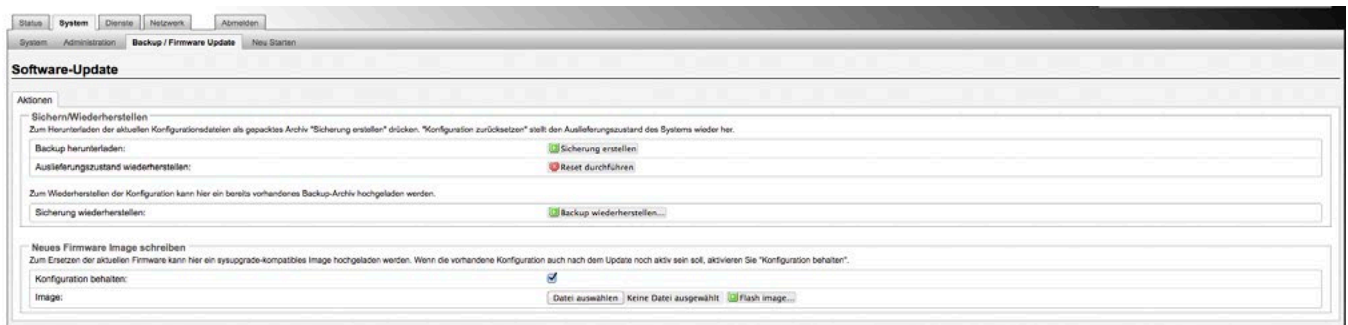 Status System Dienste Netzwerk Abmelden
System Administration Backup / Firmware Update Neu Starten
Software-Update
Aktionen
Sichern/Wiederherstellen
Zum Herunterladen der aktuellen Konfigurationsdateien als gepacktes Archiv "Sicherung erstellen" drücken. "Konfiguration zurücksetzen" stellt den Auslieferungszustand des Systems wieder her.
Backup herunterladen: Sicherung erstellen
Auslieferungszustand wiederherstellen: Reset durchführen
Zum Wiederherstellen der Konfiguration kann hier ein bereits vorhandenes Backup-Archiv hochgeladen werden.
Sicherung wiederherstellen: Backup wiederherstellen...
Neues Firmware Image schreiben
Zum Ersetzen der aktuellen Firmware kann hier ein sysupgrade-kompatibles Image hochgeladen werden. Wenn die vorhandene Konfiguration auch nach dem Update noch aktiv sein soll, aktivieren Sie "Konfiguration behalten".
Konfiguration behalten:
Image: Datei auswählen Keine Datei ausgewählt Flash image...